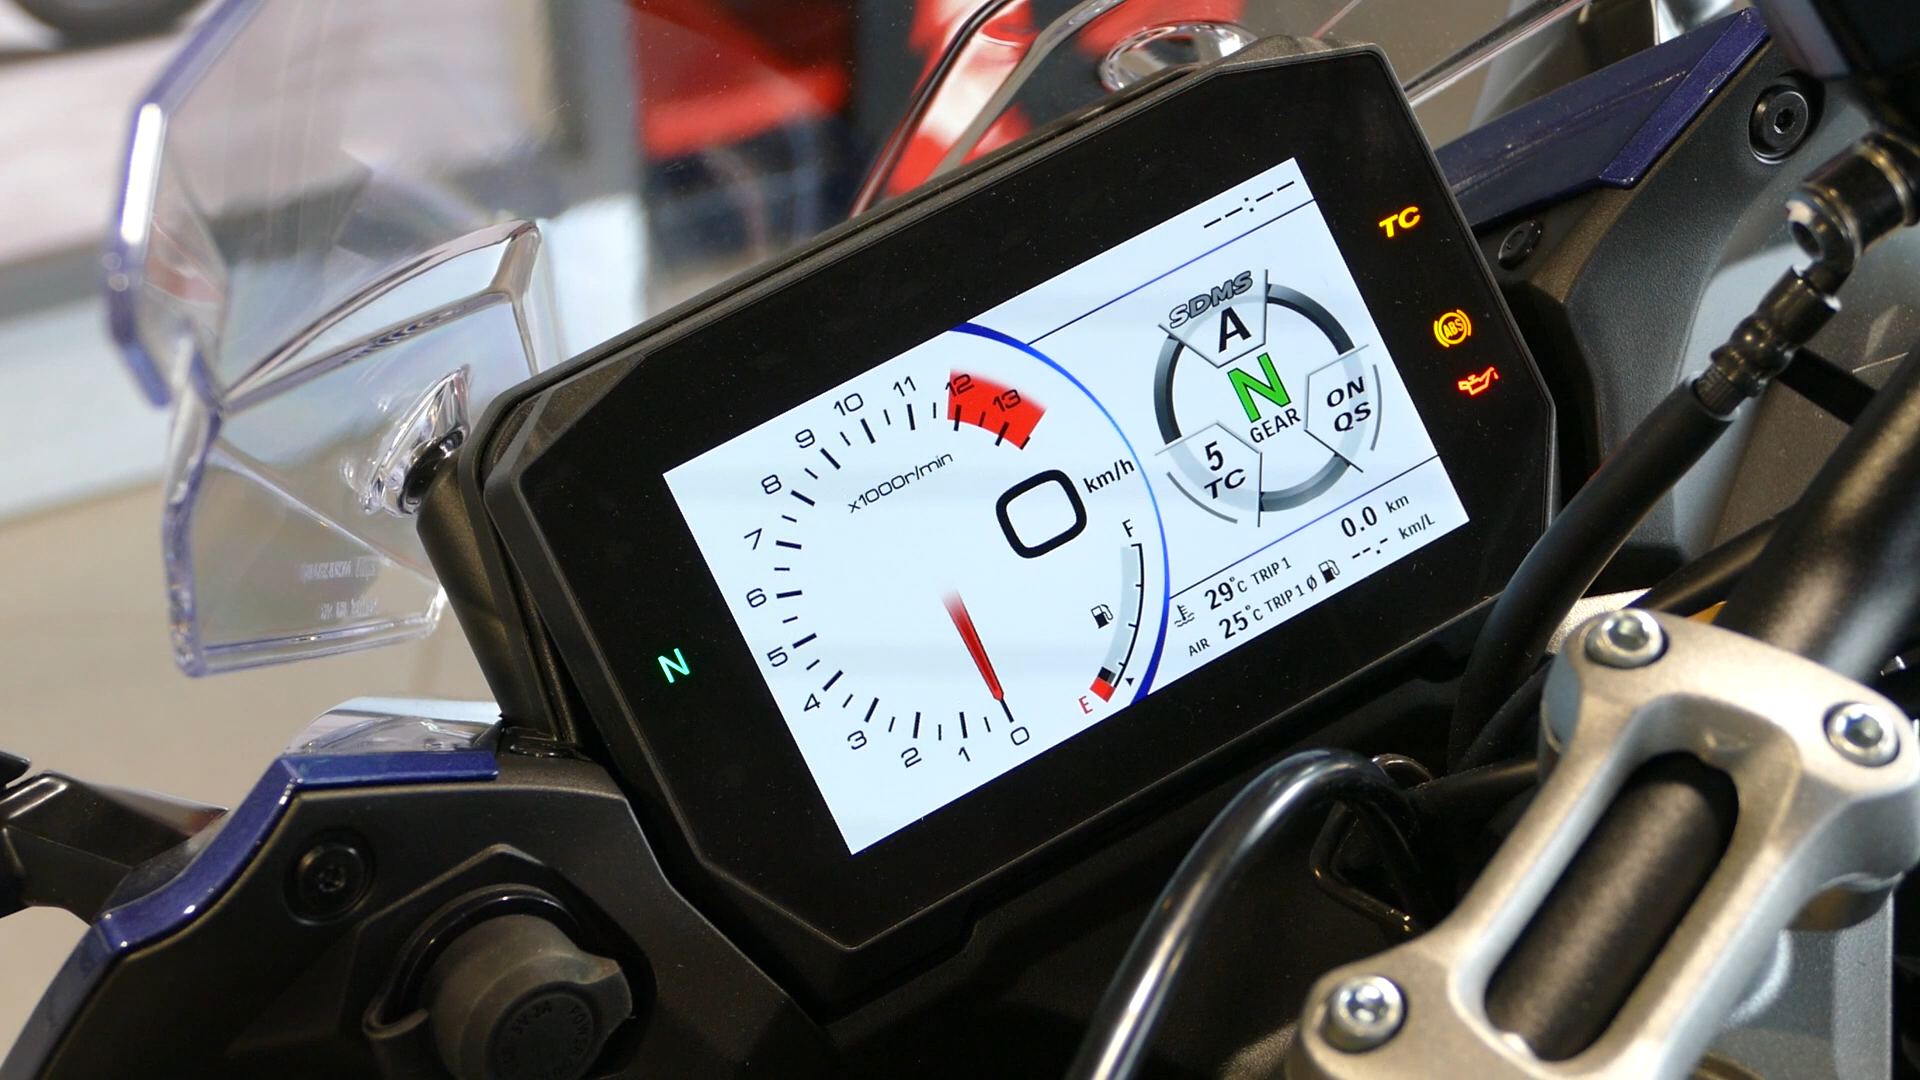 --:--
TC
SDMS
A
N
GEAR
ON
QS
5
TC
ABS
13
12
11
10
9
8
7
6
5
4
3
2
1
0
x1000r/min
0 km/h
F
E
N
29°C TRIP 1 0.0 km
AIR 25°C TRIP 1 Ø --.- km/L